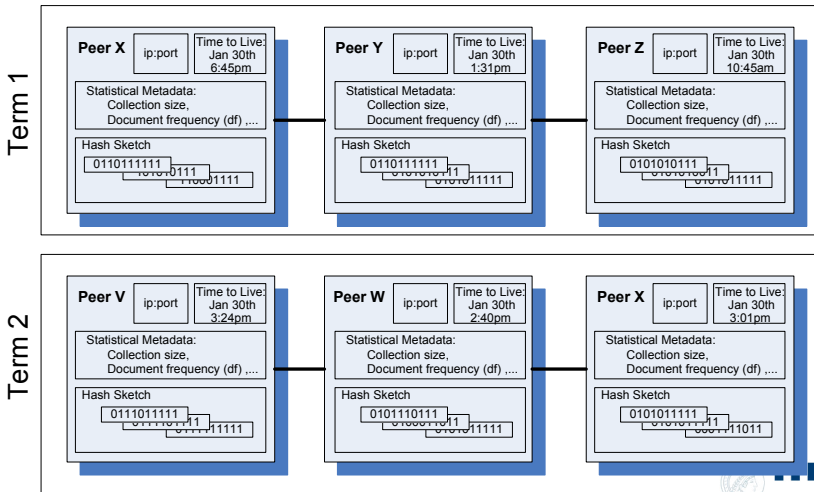 Term 1
Peer X
ip:port
Time to Live:
Jan 30th
6:45pm
Statistical Metadata:
Collection size,
Document frequency (df) ,...
Hash Sketch
0110111111
Peer Y
ip:port
Time to Live:
Jan 30th
1:31pm
Statistical Metadata:
Collection size,
Document frequency (df) ,...
Hash Sketch
0110111111
Peer Z
ip:port
Time to Live:
Jan 30th
10:45am
Statistical Metadata:
Collection size,
Document frequency (df) ,...
Hash Sketch
0101010111
Term 2
Peer V
ip:port
Time to Live:
Jan 30th
3:24pm
Statistical Metadata:
Collection size,
Document frequency (df) ,...
Hash Sketch
0111011111
Peer W
ip:port
Time to Live:
Jan 30th
2:40pm
Statistical Metadata:
Collection size,
Document frequency (df) ,...
Hash Sketch
0101110111
Peer X
ip:port
Time to Live:
Jan 30th
3:01pm
Statistical Metadata:
Collection size,
Document frequency (df) ,...
Hash Sketch
0101011111